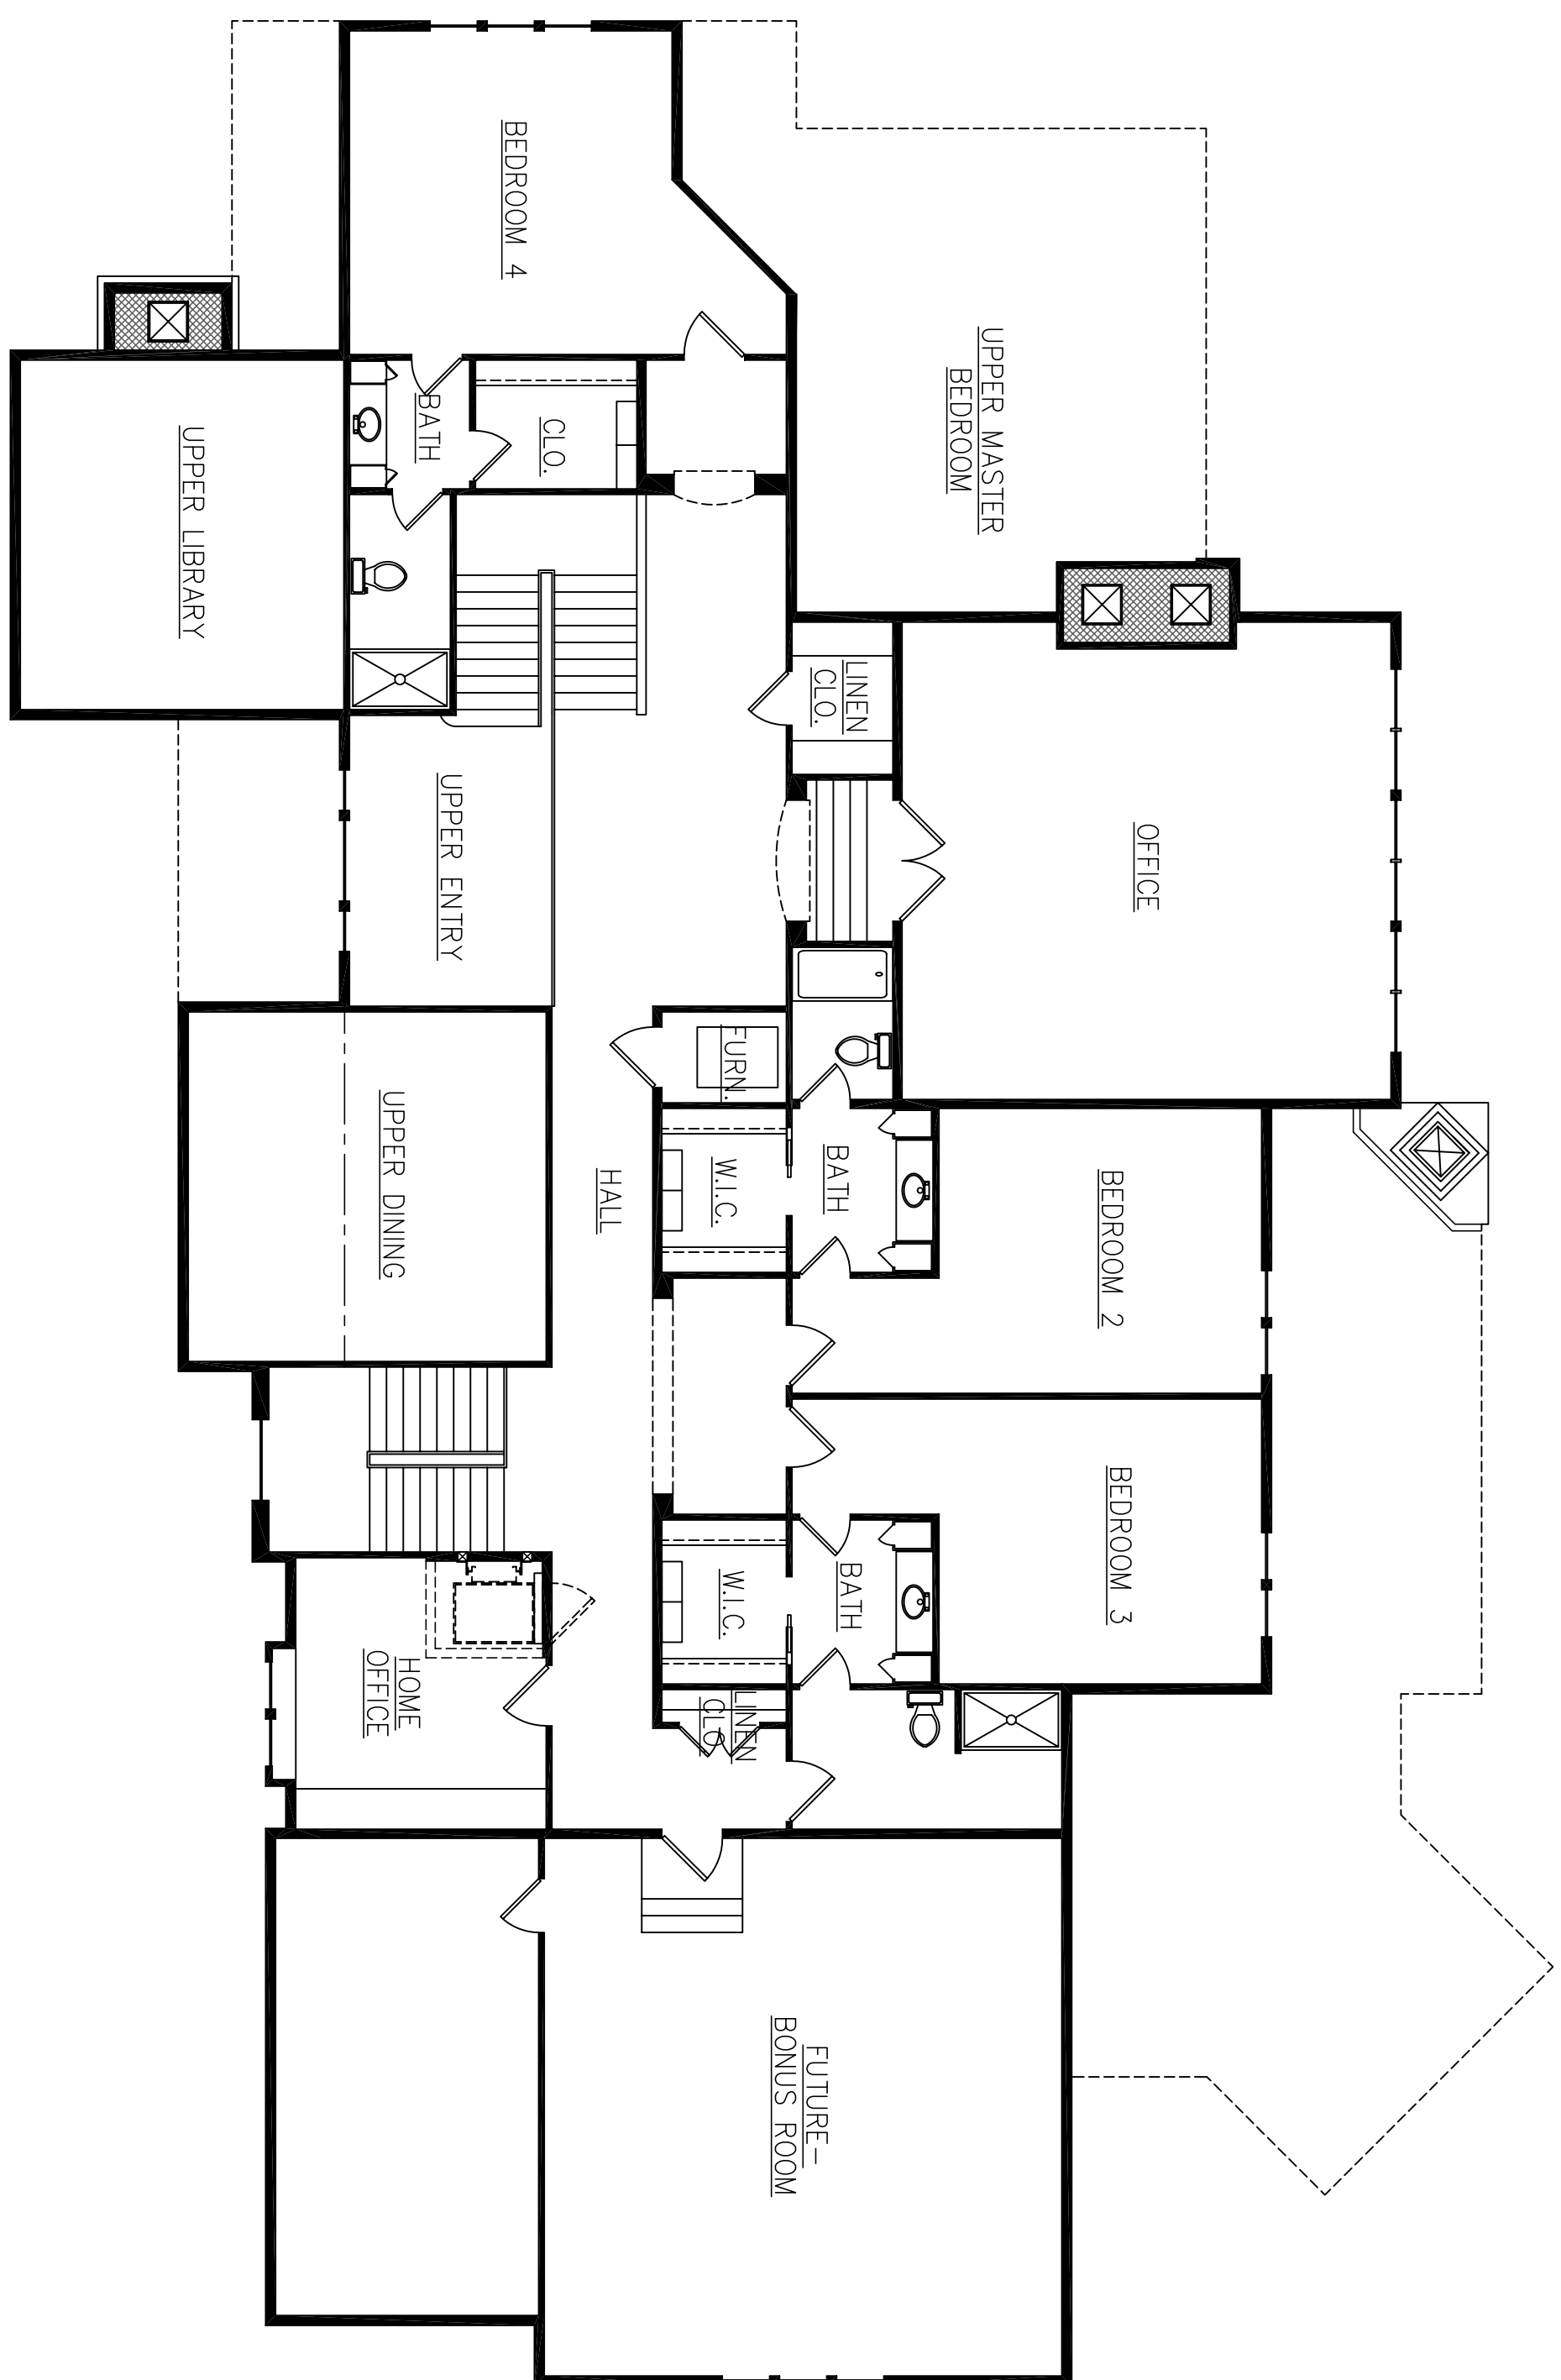 UPPER MASTER
BEDROOM
OFFICE
BEDROOM 2
BEDROOM 3
BEDROOM 4
CLO.
BATH
LINEN
CLO.
FURN.
W.I.C.
BATH
W.I.C.
BATH
LINEN
CLO.
HALL
UPPER LIBRARY
UPPER ENTRY
UPPER DINING
HOME
OFFICE
FUTURE-
BONUS ROOM